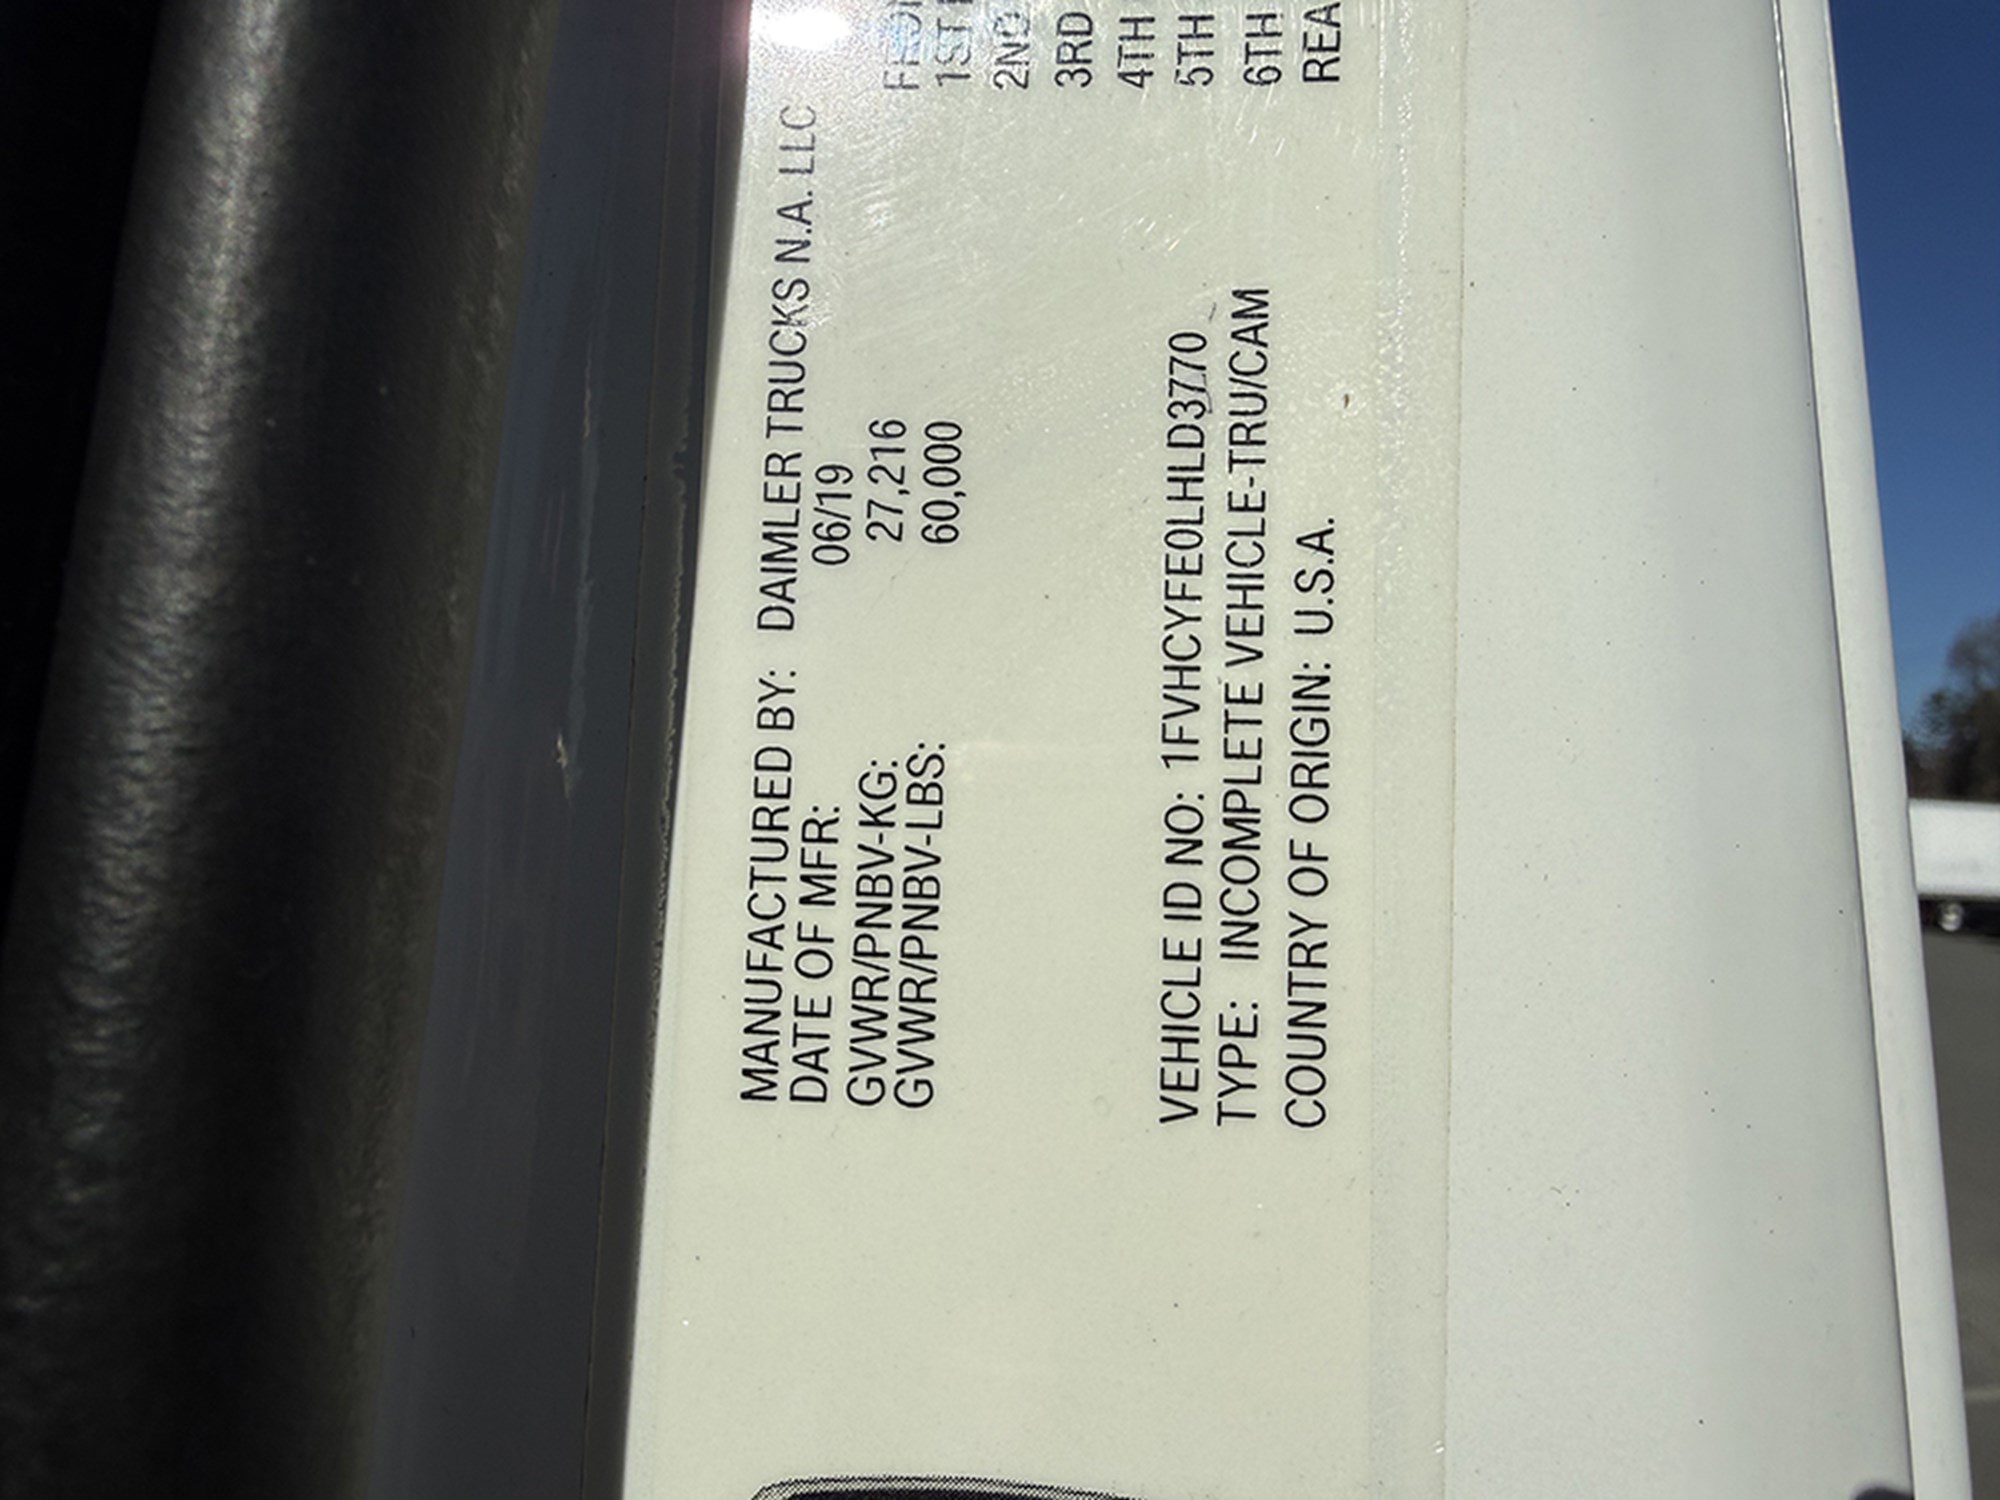 MANUFACTURED BY: DAIMLER TRUCKS N.A. LLC
DATE OF MFR: 06/19
GVWR/PNBV-KG: 27,216
GVWR/PNBV-LBS: 60,000
VEHICLE ID NO: 1FVHCYFE0LHLD3770
TYPE: INCOMPLETE VEHICLE-TRU/CAM
COUNTRY OF ORIGIN: U.S.A.
1ST
2ND
3RD
4TH
5TH
6TH
REA